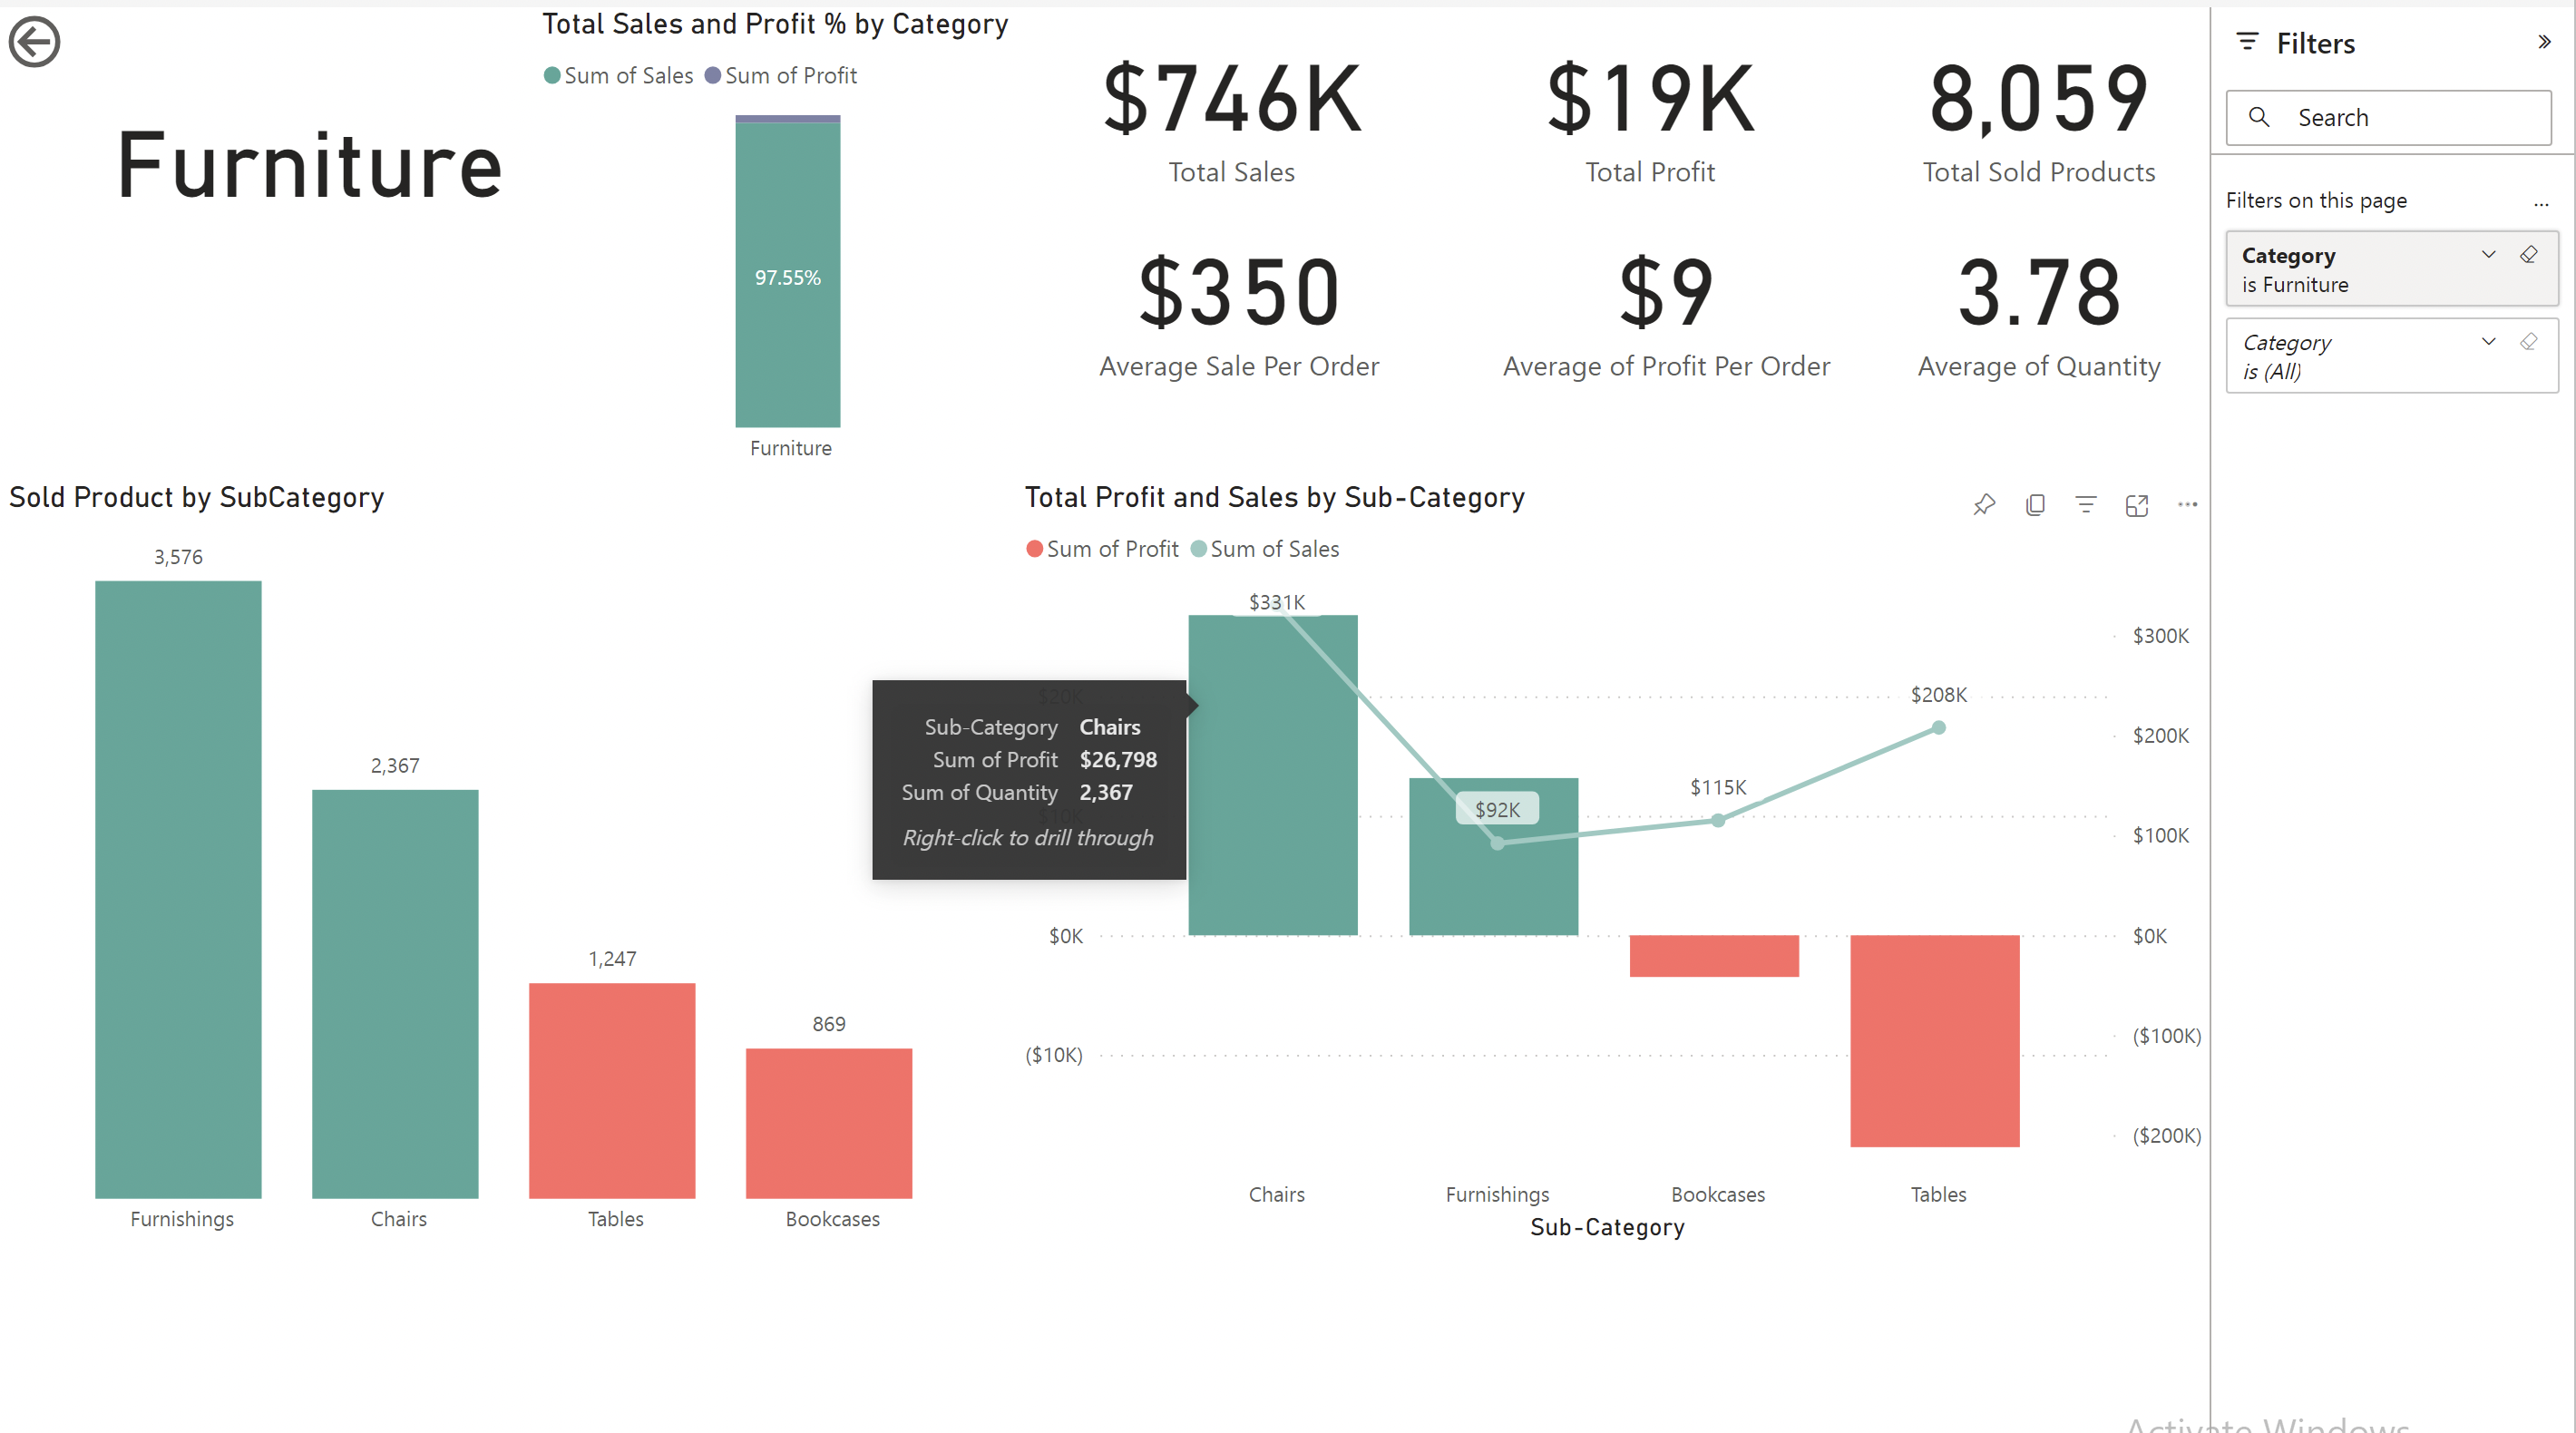 Total Sales and Profit % by Category
Sum of Sales Sum of Profit
Furniture
97.55%
Furniture
$746K
Total Sales
$19K
Total Profit
8,059
Total Sold Products
$350
Average Sale Per Order
$9
Average of Profit Per Order
3.78
Average of Quantity
Filters
Search
Filters on this page
...
Category
is Furniture
Category
is (All)
Sold Product by SubCategory
3,576
2,367
1,247
869
Furnishings Chairs Tables Bookcases
Total Profit and Sales by Sub-Category
Sum of Profit Sum of Sales
$331K
$92K
$115K
$208K
$20K
$10K
$0K
($10K)
$300K
$200K
$100K
$0K
($100K)
($200K)
Sub-Category Chairs
Sum of Profit $26,798
Sum of Quantity 2,367
Right-click to drill through
Chairs Furnishings Bookcases Tables
Sub-Category
Activate Windows